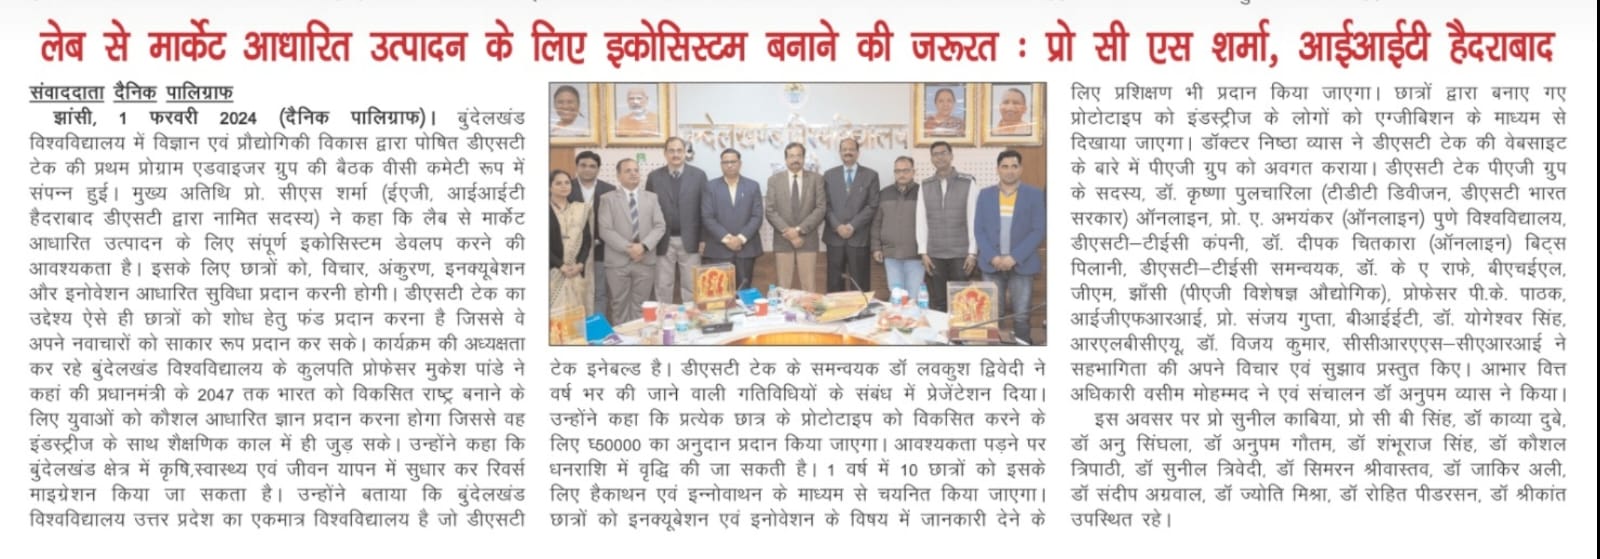 लेब से मार्केट आधारित उत्पादन के लिए इकोसिस्टम बनाने की जरूरत : प्रो सी एस शर्मा, आईआईटी हैदराबाद
संवाददाता दैनिक पालिग्राफ
झांसी, 1 फरवरी 2024 (दैनिक पालिग्राफ)। बुंदेलखंड
विश्वविद्यालय में विज्ञान एवं प्रौद्योगिकी विकास द्वारा पोषित डीएसटी
टेक की प्रथम प्रोग्राम एडवाइजर ग्रुप की बैठक वीसी कमेटी रूप में
संपन्न हुई। मुख्य अतिथि प्रो. सीएस शर्मा (ईएजी, आईआईटी
हैदराबाद डीएसटी द्वारा नामित सदस्य) ने कहा कि लैब से मार्केट
आधारित उत्पादन के लिए संपूर्ण इकोसिस्टम डेवलप करने की
आवश्यकता है। इसके लिए छात्रों को, विचार, अंकुरण, इनक्यूबेशन
और इनोवेशन आधारित सुविधा प्रदान करनी होगी। डीएसटी टेक का
उद्देश्य ऐसे ही छात्रों को शोध हेतु फंड प्रदान करना है जिससे वे
अपने नवाचारों को साकार रूप प्रदान कर सके। कार्यक्रम की अध्यक्षता
कर रहे बुंदेलखंड विश्वविद्यालय के कुलपति प्रोफेसर मुकेश पांडे ने
कहां की प्रधानमंत्री के 2047 तक भारत को विकसित राष्ट्र बनाने के
लिए युवाओं को कौशल आधारित ज्ञान प्रदान करना होगा जिससे वह
इंडस्ट्रीज के साथ शैक्षणिक काल में ही जुड़ सके। उन्होंने कहा कि
बुंदेलखंड क्षेत्र में कृषि,स्वास्थ्य एवं जीवन यापन में सुधार कर रिवर्स
माइग्रेशन किया जा सकता है। उन्होंने बताया कि बुंदेलखंड
विश्वविद्यालय उत्तर प्रदेश का एकमात्र विश्वविद्यालय है जो डीएसटी
बुन्देलखण्ड विश्वविद्यालय
टेक इनेबल्ड है। डीएसटी टेक के समन्वयक डॉ लवकुश द्विवेदी ने
वर्ष भर की जाने वाली गतिविधियों के संबंध में प्रेजेंटेशन दिया।
उन्होंने कहा कि प्रत्येक छात्र के प्रोटोटाइप को विकसित करने के
लिए घ्50000 का अनुदान प्रदान किया जाएगा। आवश्यकता पड़ने पर
धनराशि में वृद्धि की जा सकती है। 1 वर्ष में 10 छात्रों को इसके
लिए हैकाथन एवं इन्नोवाथन के माध्यम से चयनित किया जाएगा।
छात्रों को इनक्यूबेशन एवं इनोवेशन के विषय में जानकारी देने के
लिए प्रशिक्षण भी प्रदान किया जाएगा। छात्रों द्वारा बनाए गए
प्रोटोटाइप को इंडस्ट्रीज के लोगों को एग्जीबिशन के माध्यम से
दिखाया जाएगा। डॉक्टर निष्ठा व्यास ने डीएसटी टेक की वेबसाइट
के बारे में पीएजी ग्रुप को अवगत कराया। डीएसटी टेक पीएजी ग्रुप
के सदस्य, डॉ. कृष्णा पुलचारिला (टीडीटी डिवीजन, डीएसटी भारत
सरकार) ऑनलाइन, प्रो. ए. अभयंकर (ऑनलाइन) पुणे विश्वविद्यालय,
डीएसटी–टीईसी कंपनी, डॉ. दीपक चितकारा (ऑनलाइन) बिट्स
पिलानी, डीएसटी–टीईसी समन्वयक, डॉ. के ए राफे, बीएचईएल,
जीएम, झाँसी (पीएजी विशेषज्ञ औद्योगिक), प्रोफेसर पी.के. पाठक,
आईजीएफआरआई, प्रो. संजय गुप्ता, बीआईईटी, डॉ. योगेश्वर सिंह,
आरएलबीसीएयू, डॉ. विजय कुमार, सीसीआरएएस–सीएआरआई ने
सहभागिता की अपने विचार एवं सुझाव प्रस्तुत किए। आभार वित्त
अधिकारी वसीम मोहम्मद ने एवं संचालन डॉ अनुपम व्यास ने किया।
इस अवसर पर प्रो सुनील काबिया, प्रो सी बी सिंह, डॉ काव्या दुबे,
डॉ अनु सिंघला, डॉ अनुपम गौतम, डॉ शंभूराज सिंह, डॉ कौशल
त्रिपाठी, डॉ सुनील त्रिवेदी, डॉ सिमरन श्रीवास्तव, डॉ जाकिर अली,
डॉ संदीप अग्रवाल, डॉ ज्योति मिश्रा, डॉ रोहित पीडरसन, डॉ श्रीकांत
उपस्थित रहे।